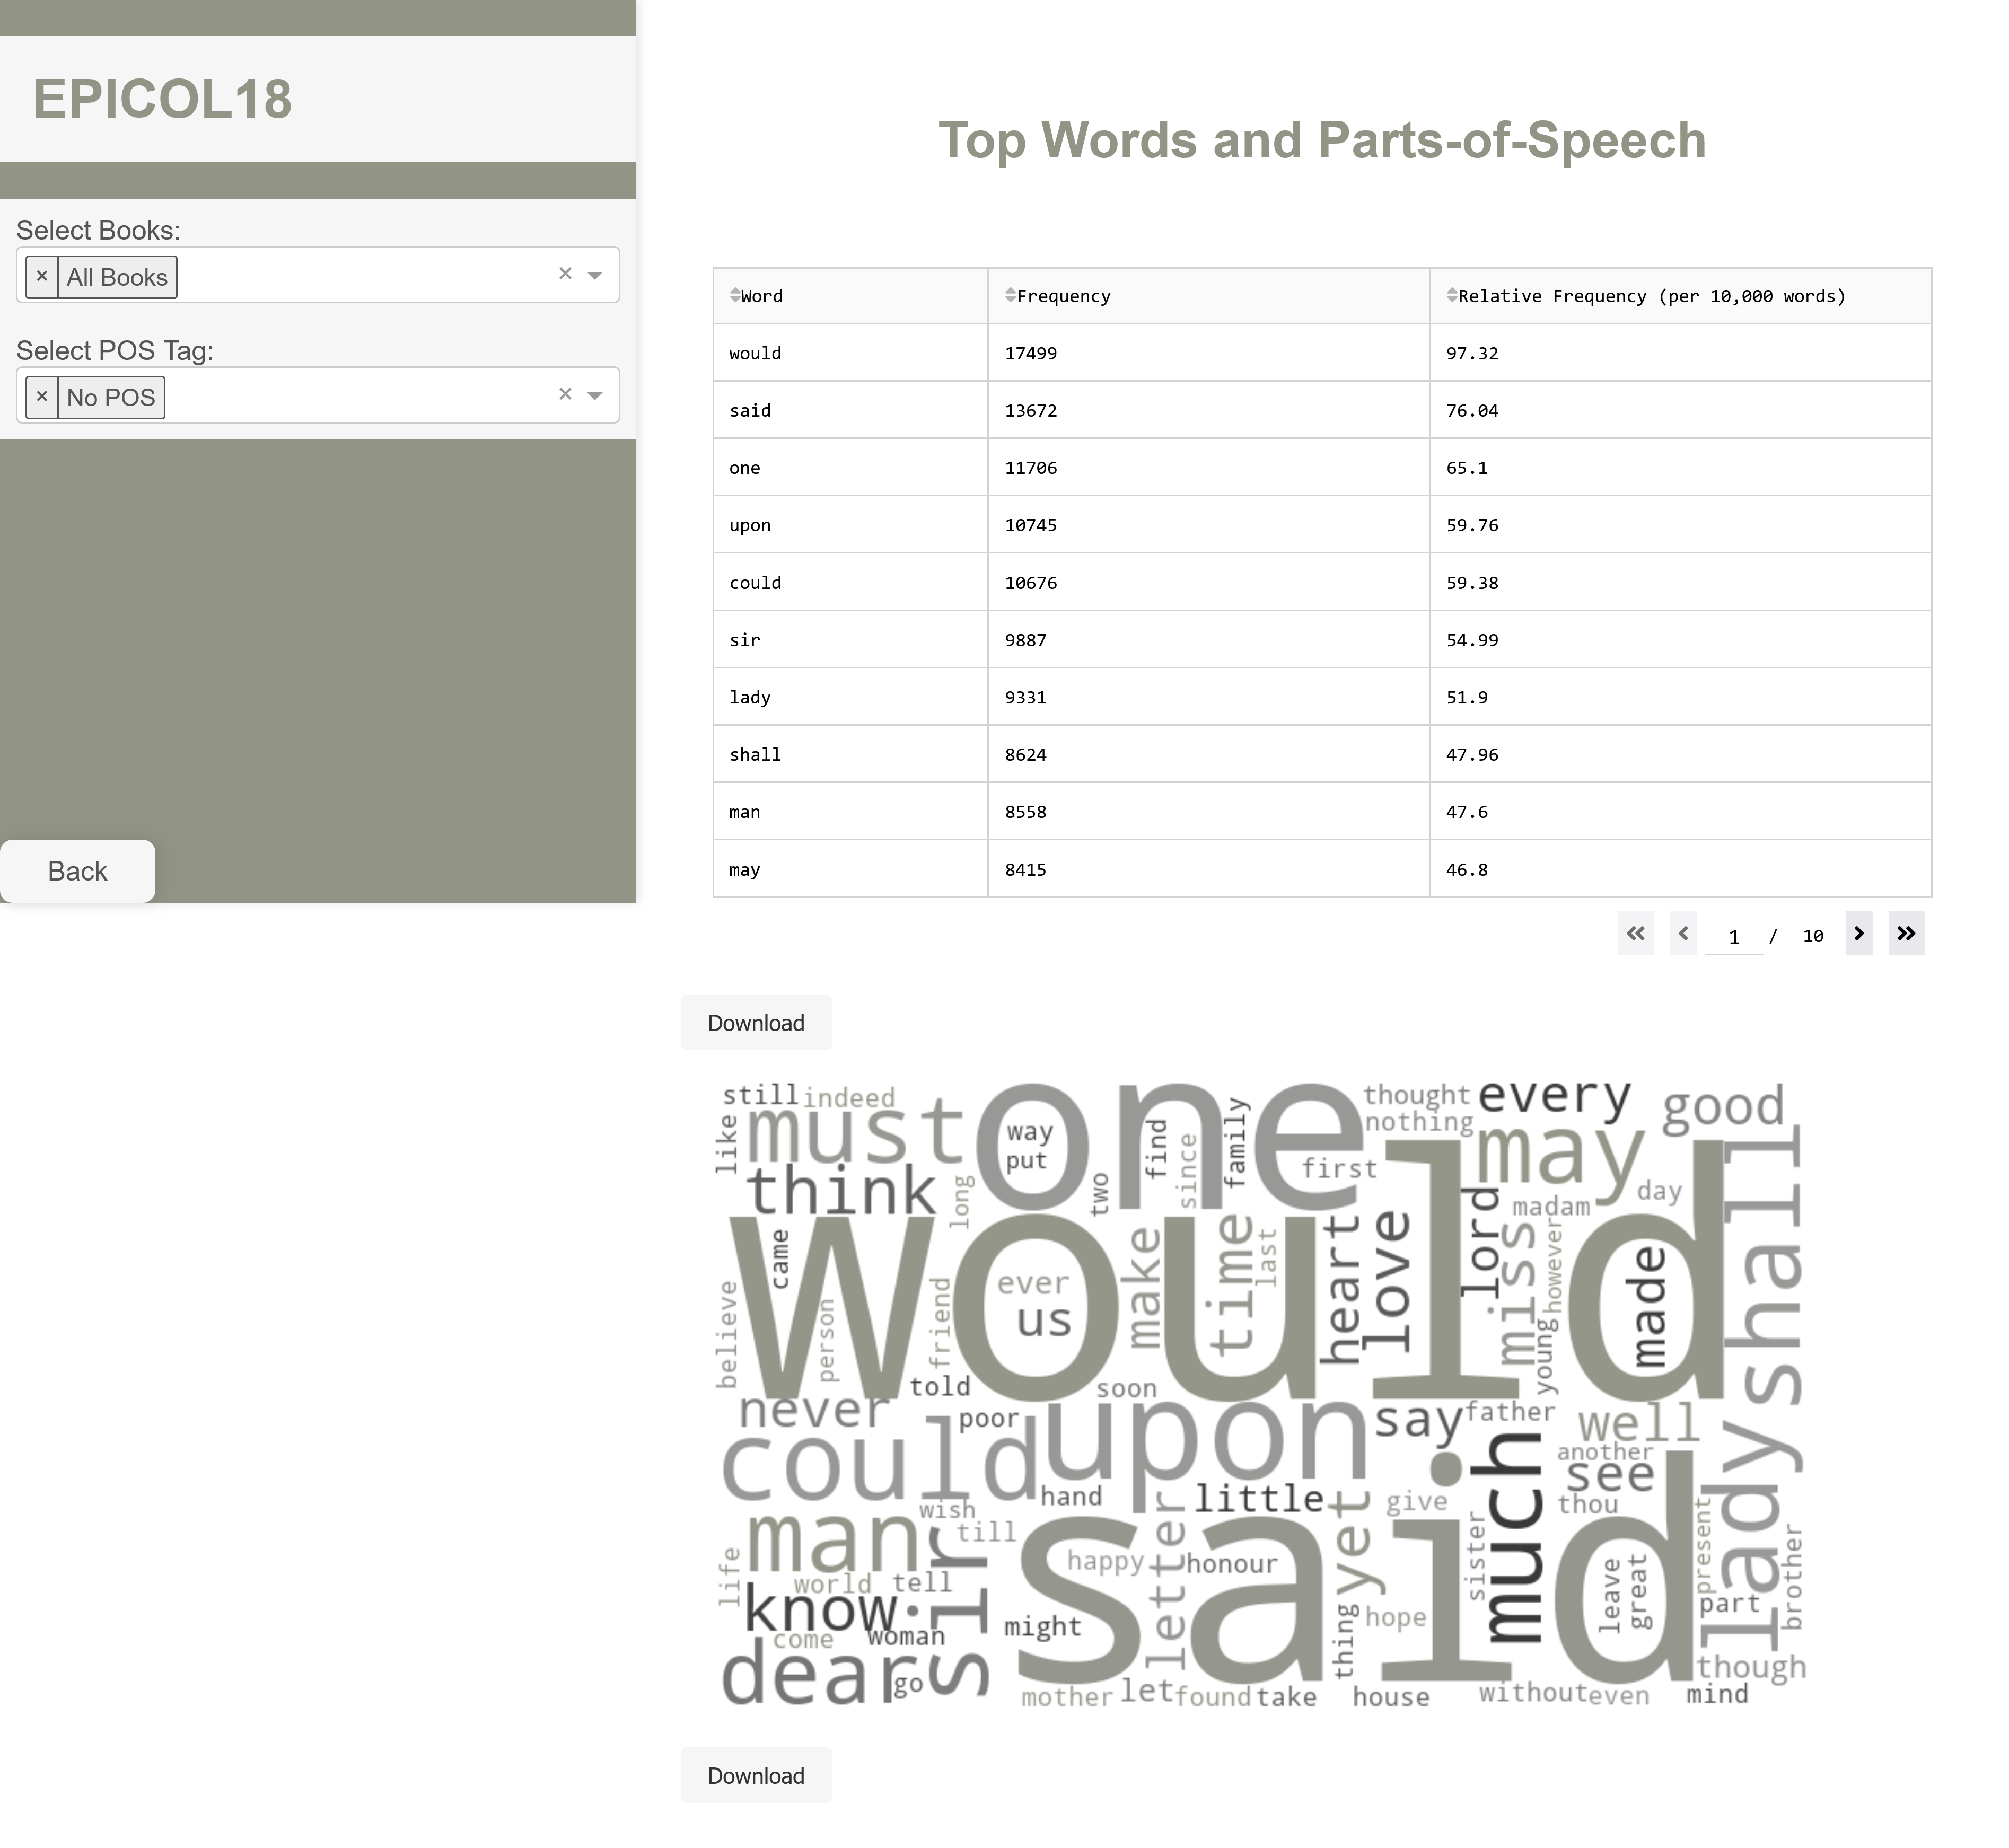 EPICOL18
Select Books:
× All Books ×
Select POS Tag:
× No POS ×
Back
Top Words and Parts-of-Speech
Word Frequency Relative Frequency (per 10,000 words)
would 17499 97.32
said 13672 76.04
one 11706 65.1
upon 10745 59.76
could 10676 59.38
sir 9887 54.99
lady 9331 51.9
shall 8624 47.96
man 8558 47.6
may 8415 46.8
1 / 10
Download
still
indeed
like
must
one
way
put
two
find
since
family
first
thought
nothing
every
good
may
think
long
madam
day
shall
would
came
believe
person
friend
ever
us
make
time
last
heart
love
lord
miss
however
young
made
told
soon
never
poor
could
upon
say
father
well
another
see
lady
much
hand
little
give
thou
wish
till
man
sir
said
happy
letter
honour
yet
sister
leave
great
present
brother
part
life
world
tell
know
come
woman
might
thing
hope
dear
go
mother
let
found
take
house
without
even
mind
though
Download